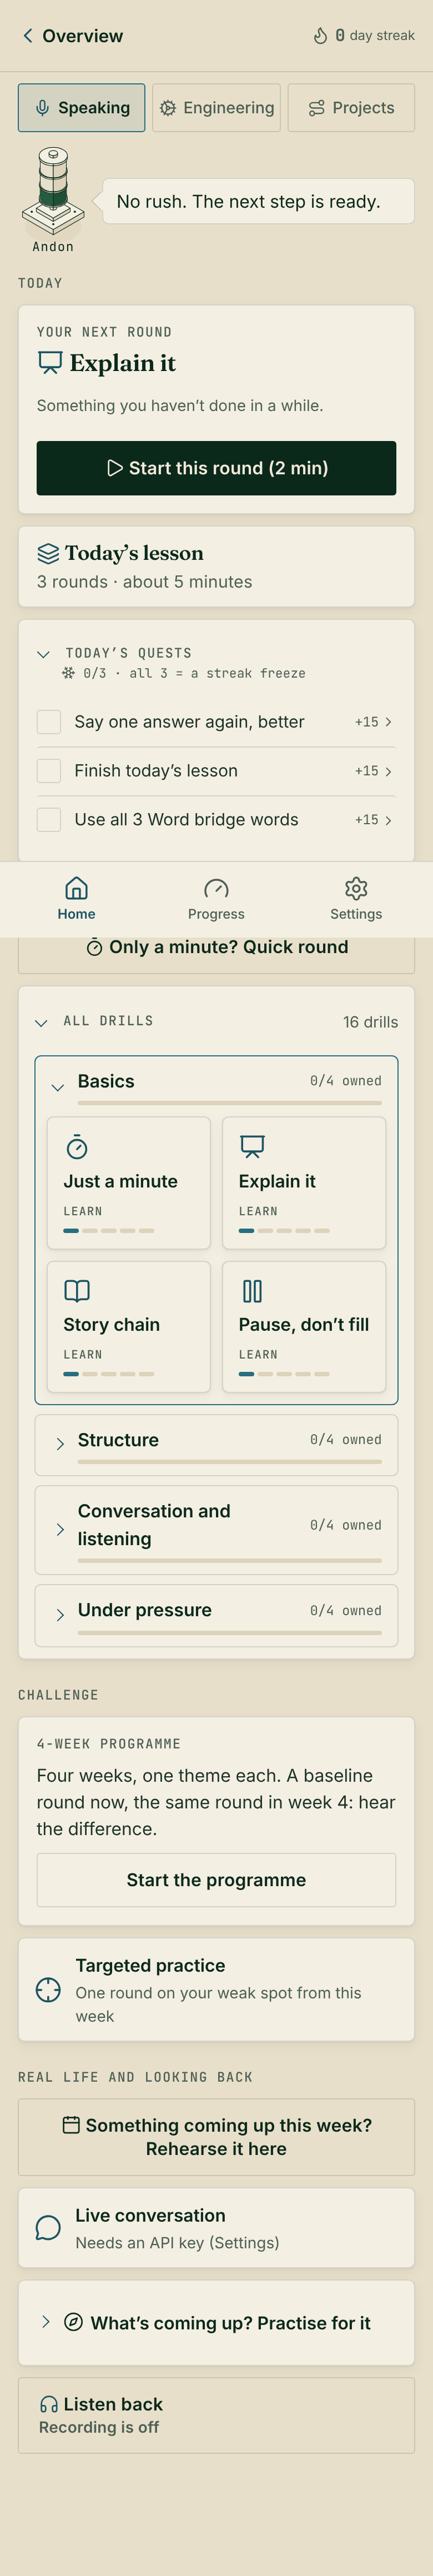 Overview
0 day streak
Speaking
Engineering
Projects
No rush. The next step is ready.
Andon
TODAY
YOUR NEXT ROUND
Explain it
Something you haven’t done in a while.
Start this round (2 min)
Today’s lesson
3 rounds · about 5 minutes
TODAY’S QUESTS
0/3 · all 3 = a streak freeze
Say one answer again, better +15
Finish today’s lesson +15
Use all 3 Word bridge words +15
Home
Progress
Settings
Only a minute? Quick round
ALL DRILLS 16 drills
Basics 0/4 owned
Just a minute
LEARN
Explain it
LEARN
Story chain
LEARN
Pause, don’t fill
LEARN
Structure 0/4 owned
Conversation and
listening
0/4 owned
Under pressure 0/4 owned
CHALLENGE
4-WEEK PROGRAMME
Four weeks, one theme each. A baseline
round now, the same round in week 4: hear
the difference.
Start the programme
Targeted practice
One round on your weak spot from this
week
REAL LIFE AND LOOKING BACK
Something coming up this week?
Rehearse it here
Live conversation
Needs an API key (Settings)
What’s coming up? Practise for it
Listen back
Recording is off